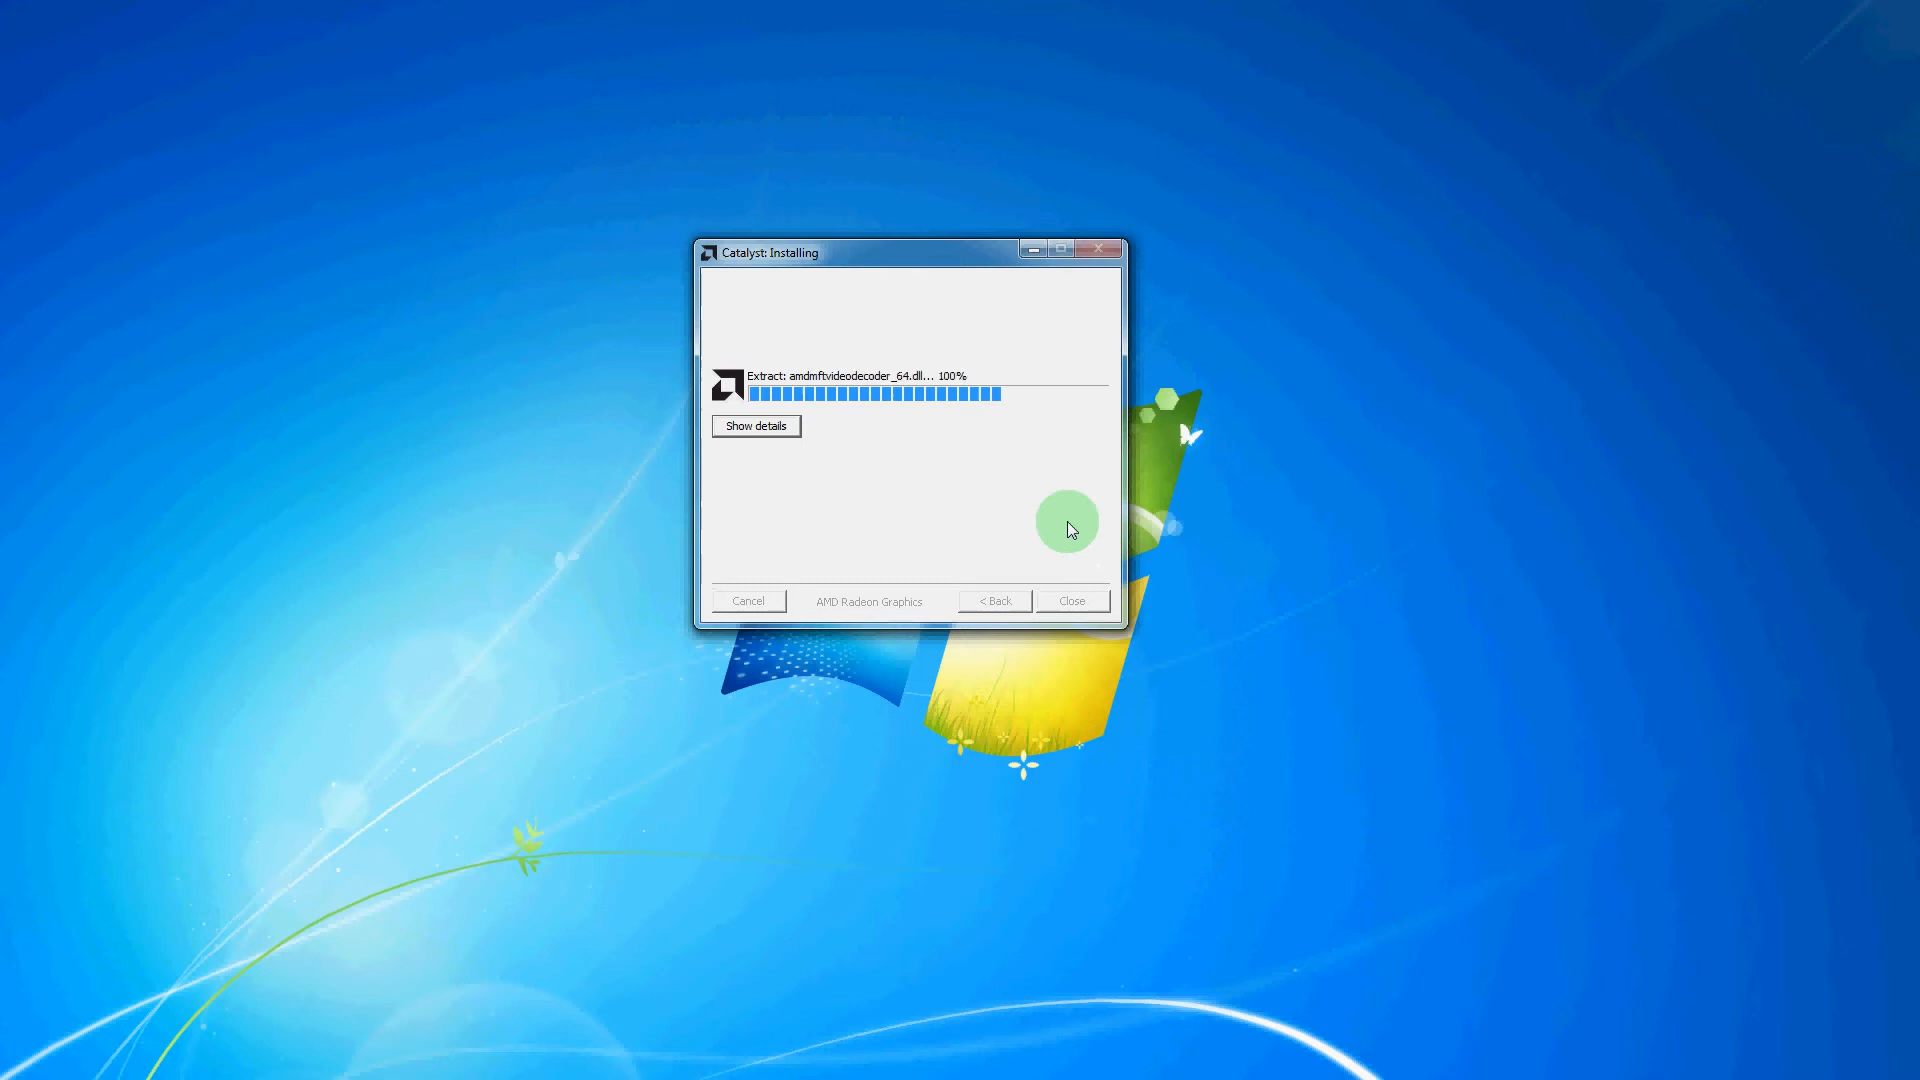 Catalyst: Installing
Extract: amdmftvideodecoder_64.dll... 100%
Show details
Cancel
AMD Radeon Graphics
< Back
Close